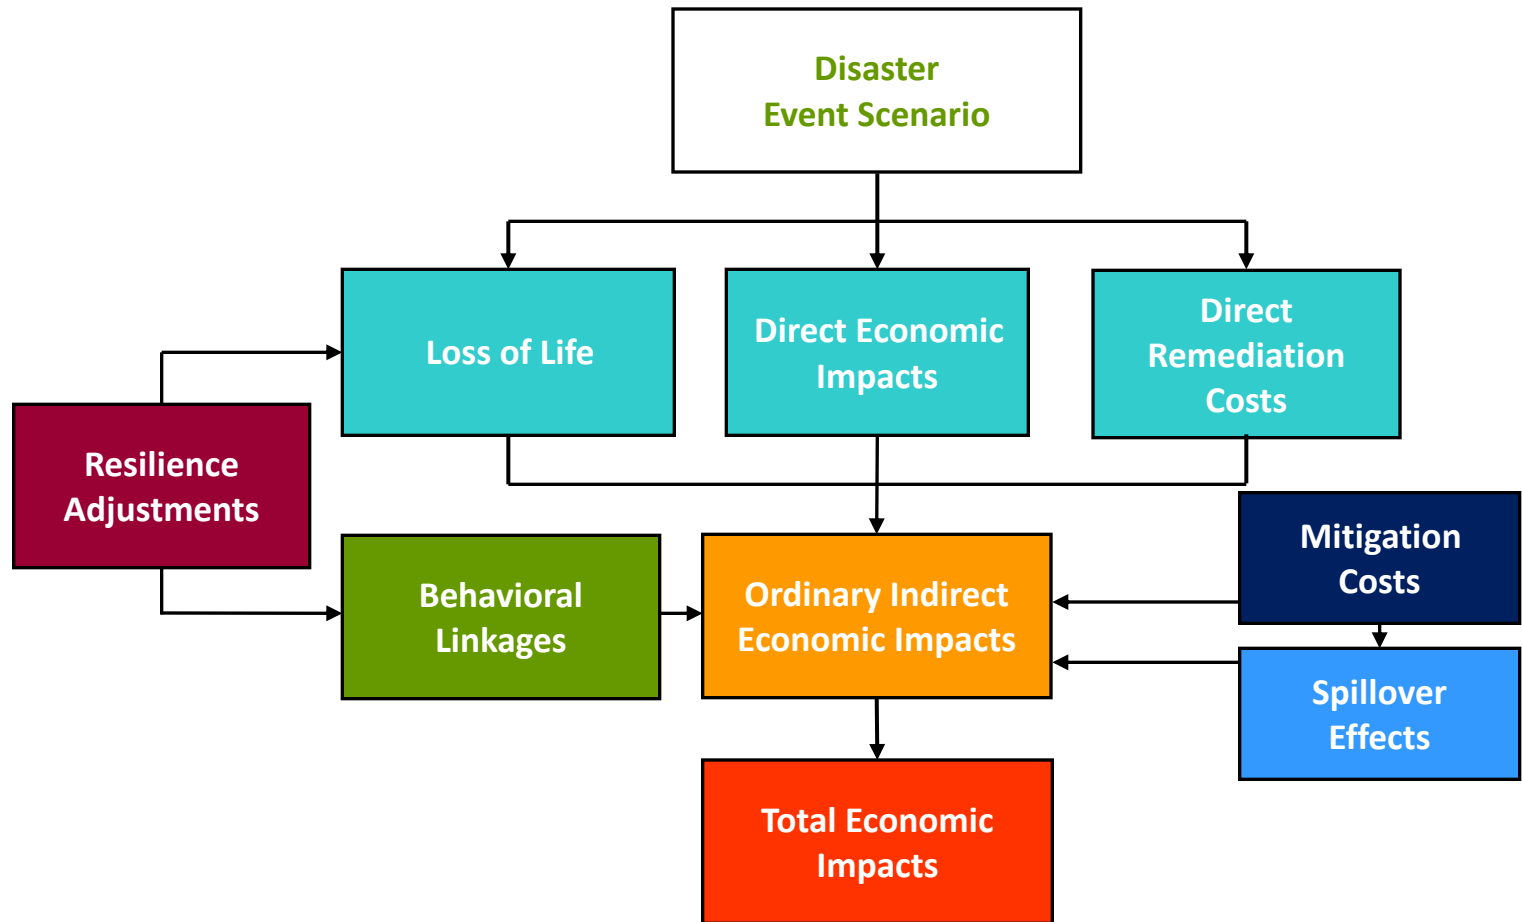 Disaster
Event Scenario
Loss of Life
Direct Economic
Impacts
Direct
Remediation
Costs
Resilience
Adjustments
Behavioral
Linkages
Ordinary Indirect
Economic Impacts
Mitigation
Costs
Spillover
Effects
Total Economic
Impacts